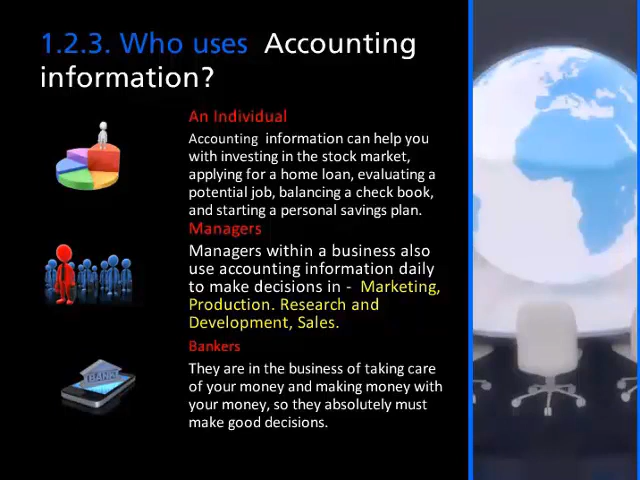 1.2.3. Who uses Accounting
information?
An Individual
Accounting information can help you
with investing in the stock market,
applying for a home loan, evaluating a
potential job, balancing a check book,
and starting a personal savings plan.
Managers
Managers within a business also
use accounting information daily
to make decisions in - Marketing,
Production. Research and
Development, Sales.
Bankers
They are in the business of taking care
of your money and making money with
your money, so they absolutely must
make good decisions.
BANK